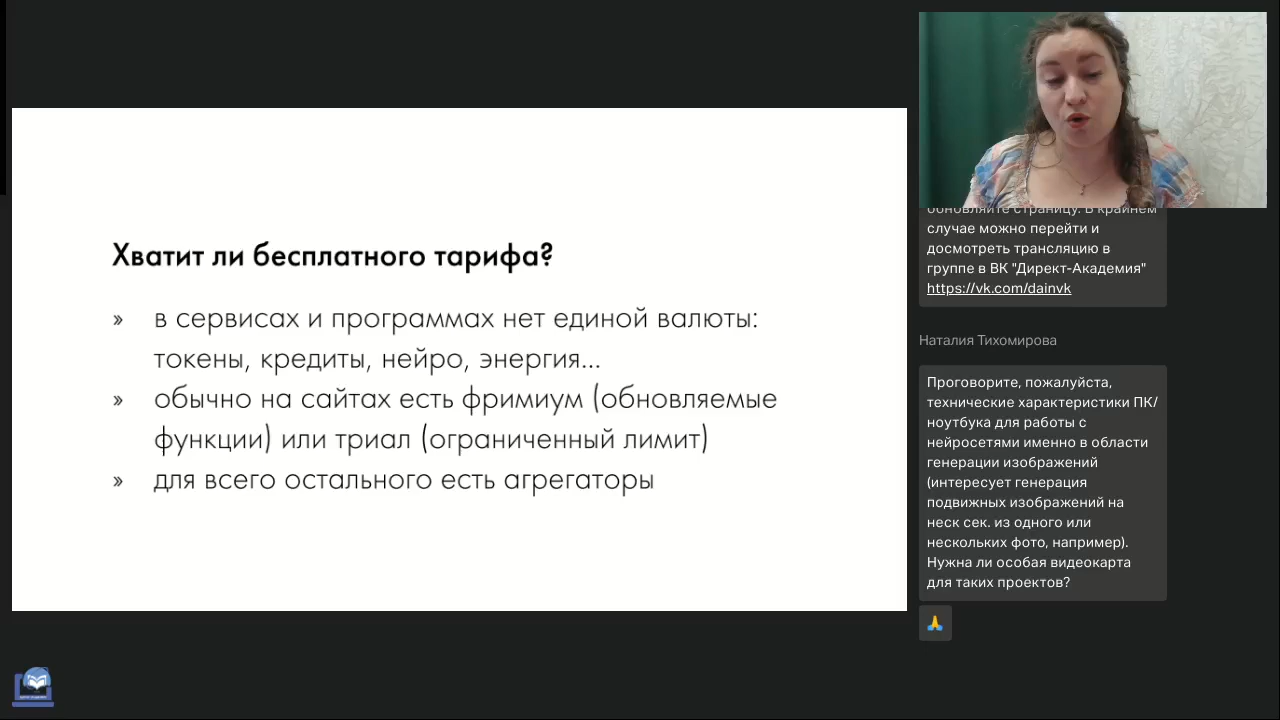 Хватит ли бесплатного тарифа?
» в сервисах и программах нет единой валюты:
токены, кредиты, нейро, энергия...
» обычно на сайтах есть фримиум (обновляемые
функции) или триал (ограниченный лимит)
» для всего остального есть агрегаторы
обновляйте страницу. В крайнем
случае можно перейти и
досмотреть трансляцию в
группе в ВК "Директ-Академия"
https://vk.com/dainvk
Наталия Тихомирова
Проговорите, пожалуйста,
технические характеристики ПК/
ноутбука для работы с
нейросетями именно в области
генерации изображений
(интересует генерация
подвижных изображений на
неск сек. из одного или
нескольких фото, например).
Нужна ли особая видеокарта
для таких проектов?